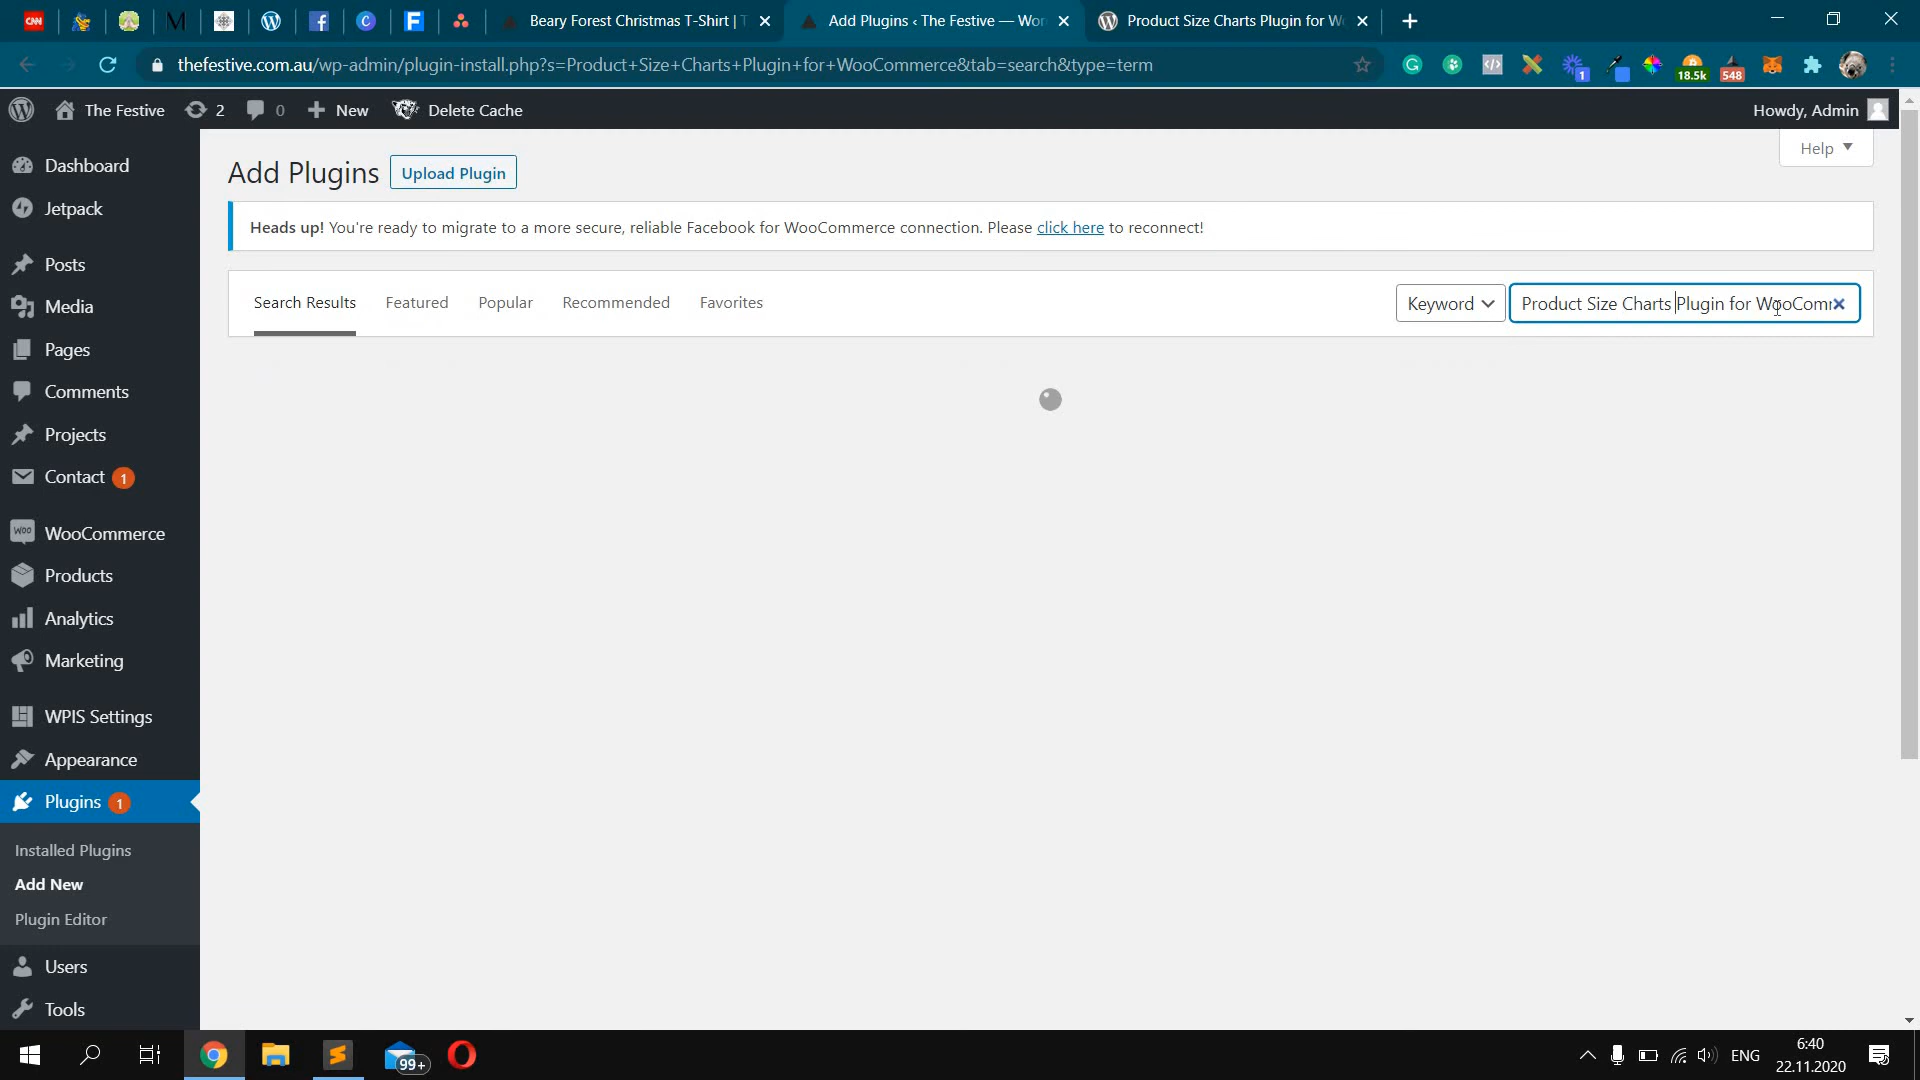 CNN
Beary Forest Christmas T-Shirt | T
Add Plugins ‹ The Festive — Wor
Product Size Charts Plugin for W
thefestive.com.au/wp-admin/plugin-install.php?s=Product+Size+Charts+Plugin+for+WooCommerce&tab=search&type=term
1
18.5k
548
The Festive
2
0
New
Delete Cache
Howdy, Admin
Dashboard
Jetpack
Posts
Media
Pages
Comments
Projects
Contact 1
WooCommerce
Products
Analytics
Marketing
WPIS Settings
Appearance
Plugins 1
Installed Plugins
Add New
Plugin Editor
Users
Tools
Help
Add Plugins
Upload Plugin
Heads up! You're ready to migrate to a more secure, reliable Facebook for WooCommerce connection. Please click here to reconnect!
Search Results
Featured
Popular
Recommended
Favorites
Keyword
Product Size Charts Plugin for WooComm
99+
ENG
6:40
22.11.2020